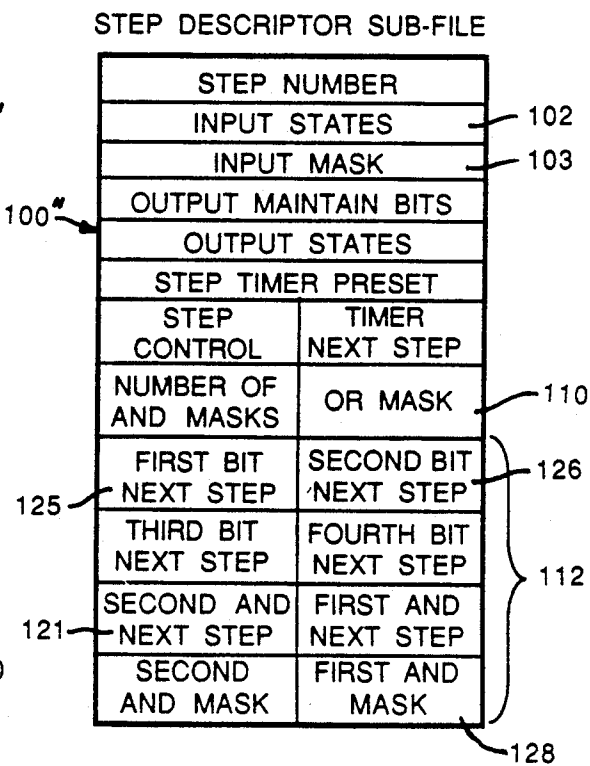 STEP DESCRIPTOR SUB-FILE
STEP NUMBER
INPUT STATES
102
INPUT MASK
103
OUTPUT MAINTAIN BITS
100"
OUTPUT STATES
STEP TIMER PRESET
STEP CONTROL
TIMER NEXT STEP
NUMBER OF AND MASKS
OR MASK
110
FIRST BIT NEXT STEP
125
SECOND BIT NEXT STEP
126
THIRD BIT NEXT STEP
FOURTH BIT NEXT STEP
112
SECOND AND NEXT STEP
121
FIRST AND NEXT STEP
SECOND AND MASK
FIRST AND MASK
128